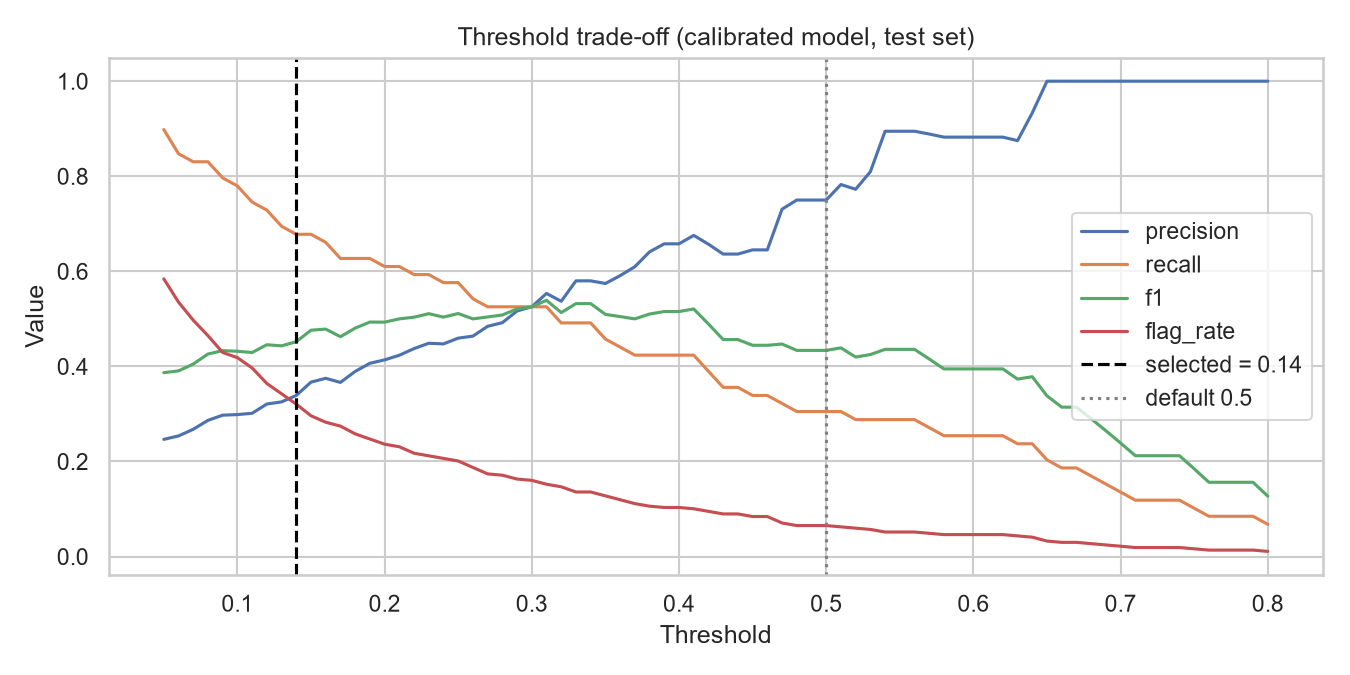 Threshold trade-off (calibrated model, test set)
1.0
0.8
0.6
0.4
0.2
0.0
Value
precision
recall
f1
flag_rate
selected = 0.14
default 0.5
0.1 0.2 0.3 0.4 0.5 0.6 0.7 0.8
Threshold